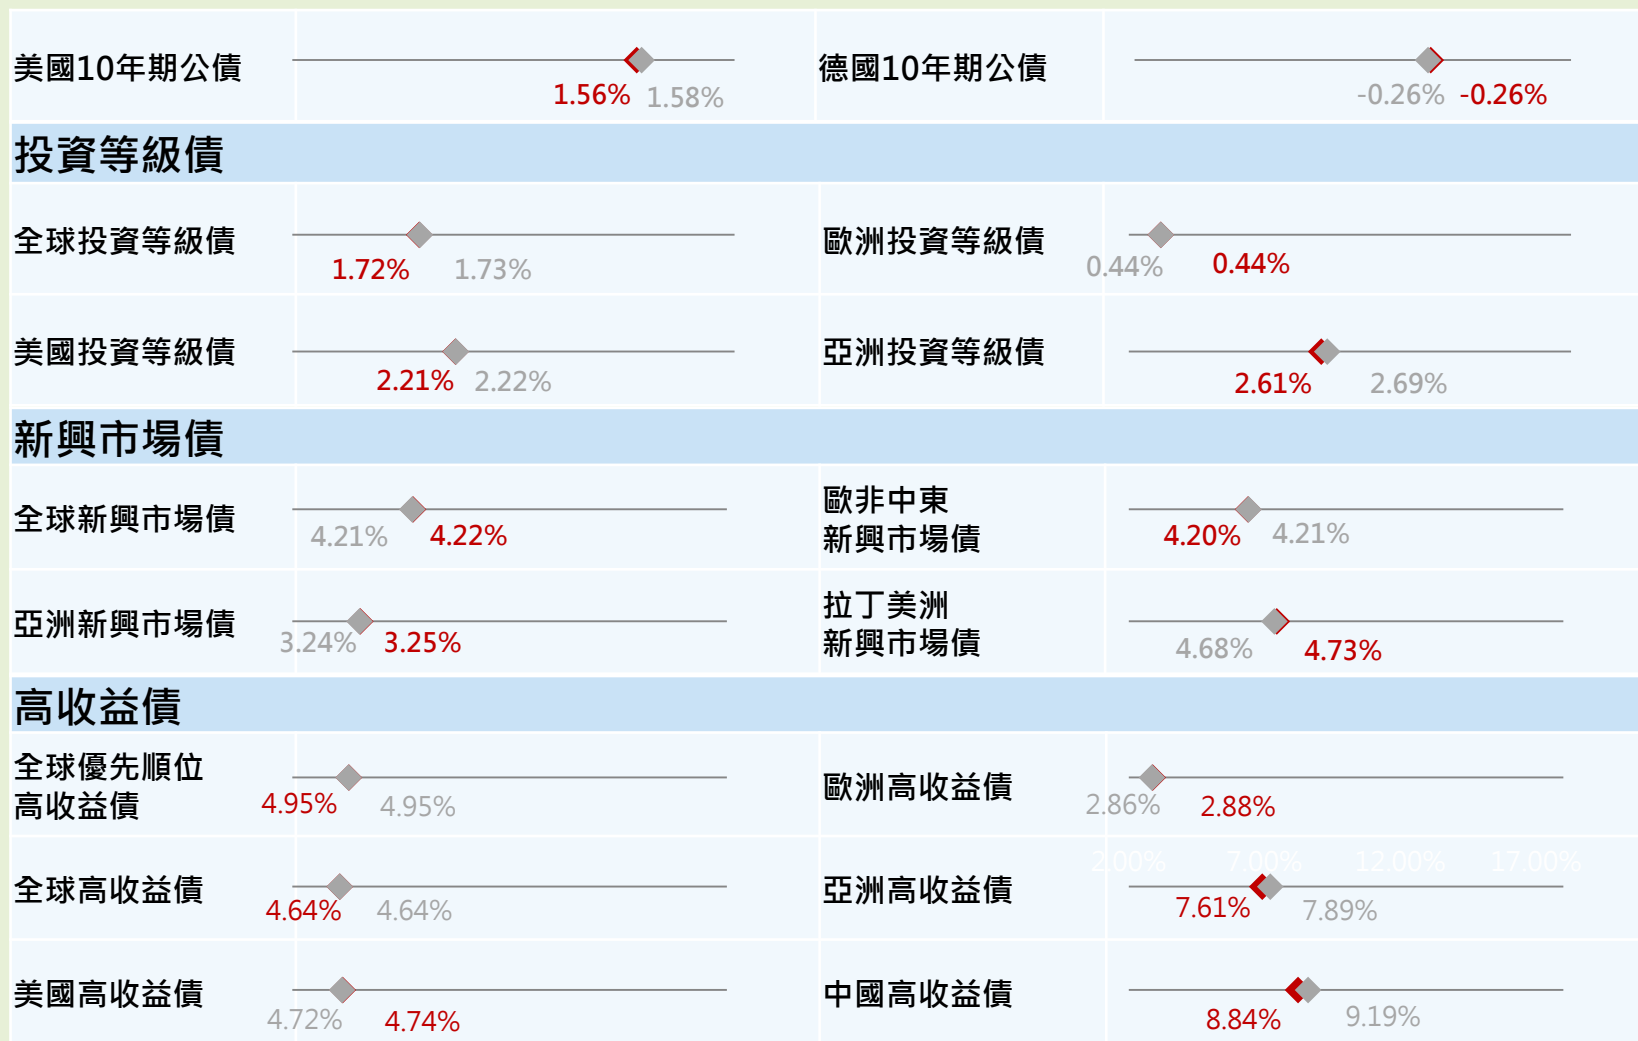 美國10年期公債
1.56% 1.58%
德國10年期公債
-0.26% -0.26%
投資等級債
全球投資等級債
1.72% 1.73%
歐洲投資等級債
0.44% 0.44%
美國投資等級債
2.21% 2.22%
亞洲投資等級債
2.61% 2.69%
新興市場債
全球新興市場債
4.21% 4.22%
歐非中東
新興市場債
4.20% 4.21%
亞洲新興市場債
3.24% 3.25%
拉丁美洲
新興市場債
4.68% 4.73%
高收益債
全球優先順位
高收益債
4.95% 4.95%
歐洲高收益債
2.86% 2.88%
全球高收益債
4.64% 4.64%
2.00% 7.00% 12.00% 17.00%
亞洲高收益債
7.61% 7.89%
美國高收益債
4.72% 4.74%
中國高收益債
8.84% 9.19%